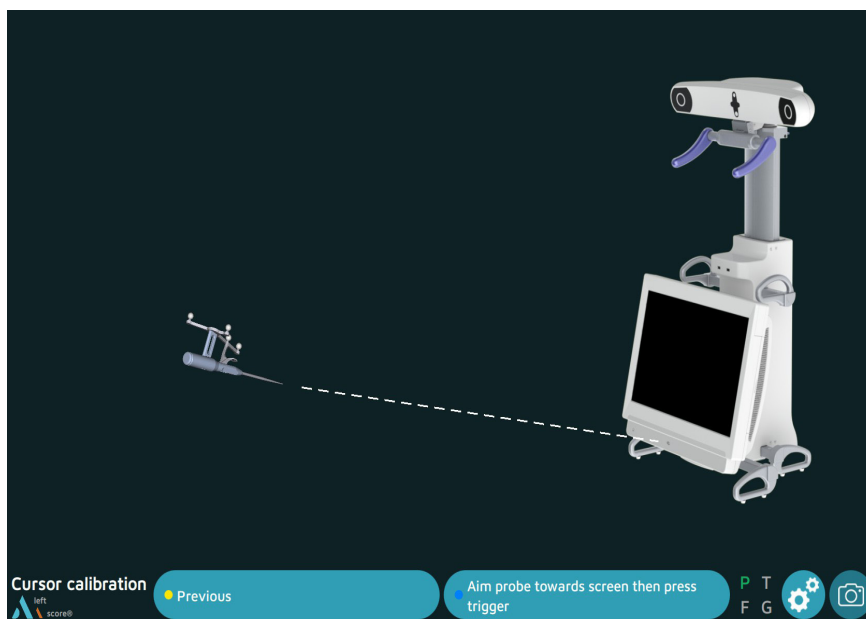 Cursor calibration
left
score®
Previous
Aim probe towards screen then press
trigger
P T
F G